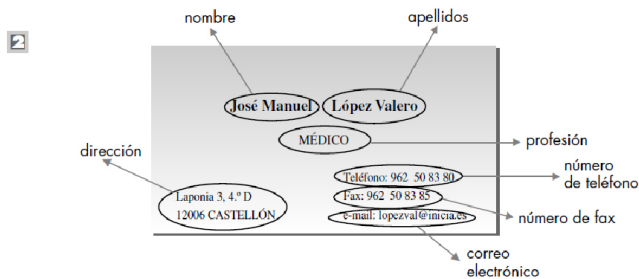 nombre
apellidos
2
José Manuel López Valero
MÉDICO
profesión
dirección
Teléfono: 962 50 83 80
número
de teléfono
Laponia 3, 4.º D
Fax: 962 50 83 85
12006 CASTELLÓN
e-mail: lopezval@inicia.es
número de fax
correo
electrónico